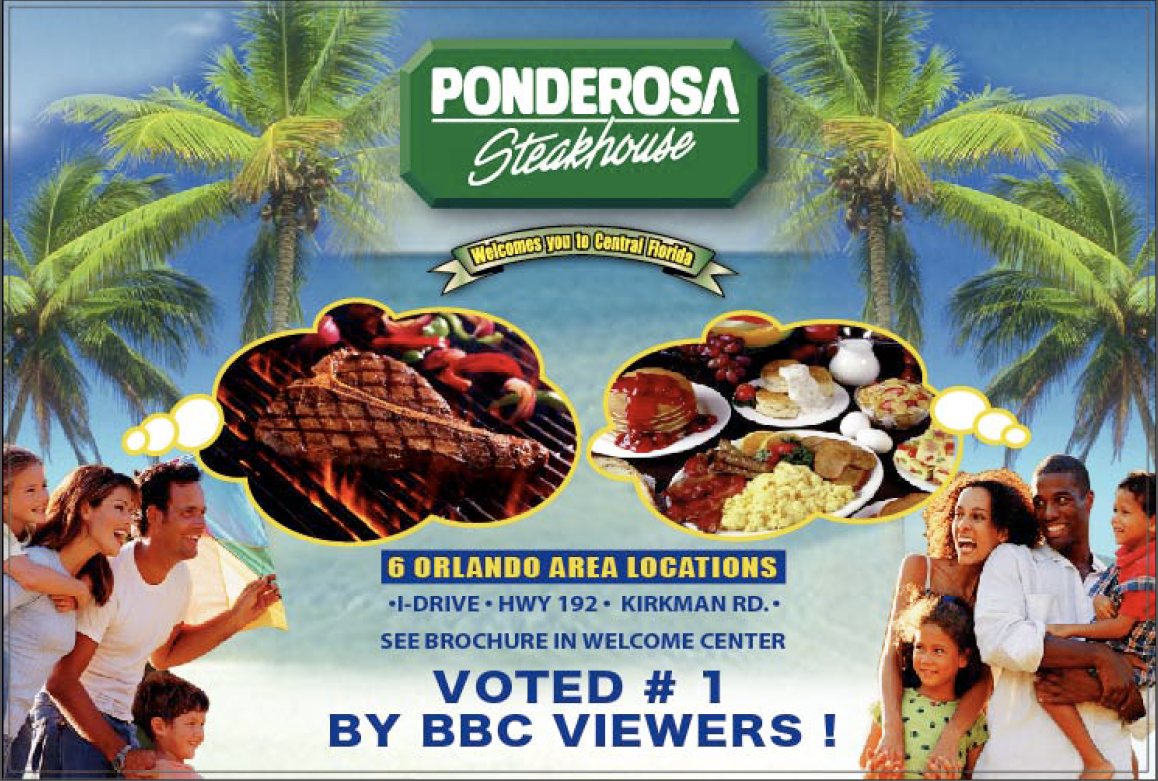 PONDEROSA
Steakhouse
Welcomes you to Central Florida
6 ORLANDO AREA LOCATIONS
•I-DRIVE • HWY 192 • KIRKMAN RD. •
SEE BROCHURE IN WELCOME CENTER
VOTED # 1
BY BBC VIEWERS !